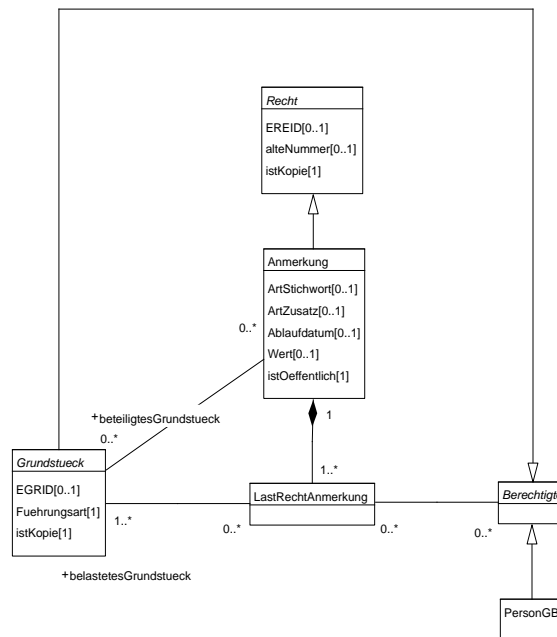 Recht
EREID[0..1]
alteNummer[0..1]
istKopie[1]
Anmerkung
ArtStichwort[0..1]
ArtZusatz[0..1]
Ablaufdatum[0..1]
Wert[0..1]
istOeffentlich[1]
0..*
+beteiligtesGrundstueck
0..*
1
1..*
Grundstueck
EGRID[0..1]
Fuehrungsart[1]
istKopie[1]
1..*
+belastetesGrundstueck
0..*
LastRechtAnmerkung
0..*
0..*
Berechtigte
PersonGB